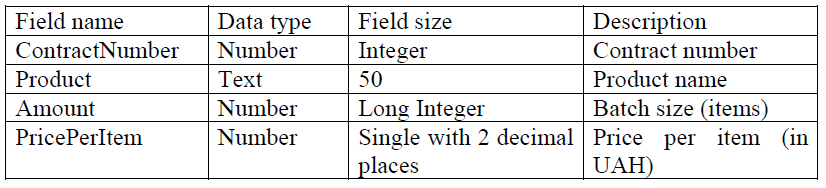 Field name Data type Field size Description
ContractNumber Number Integer Contract number
Product Text 50 Product name
Amount Number Long Integer Batch size (items)
PricePerItem Number Single with 2 decimal places Price per item (in UAH)